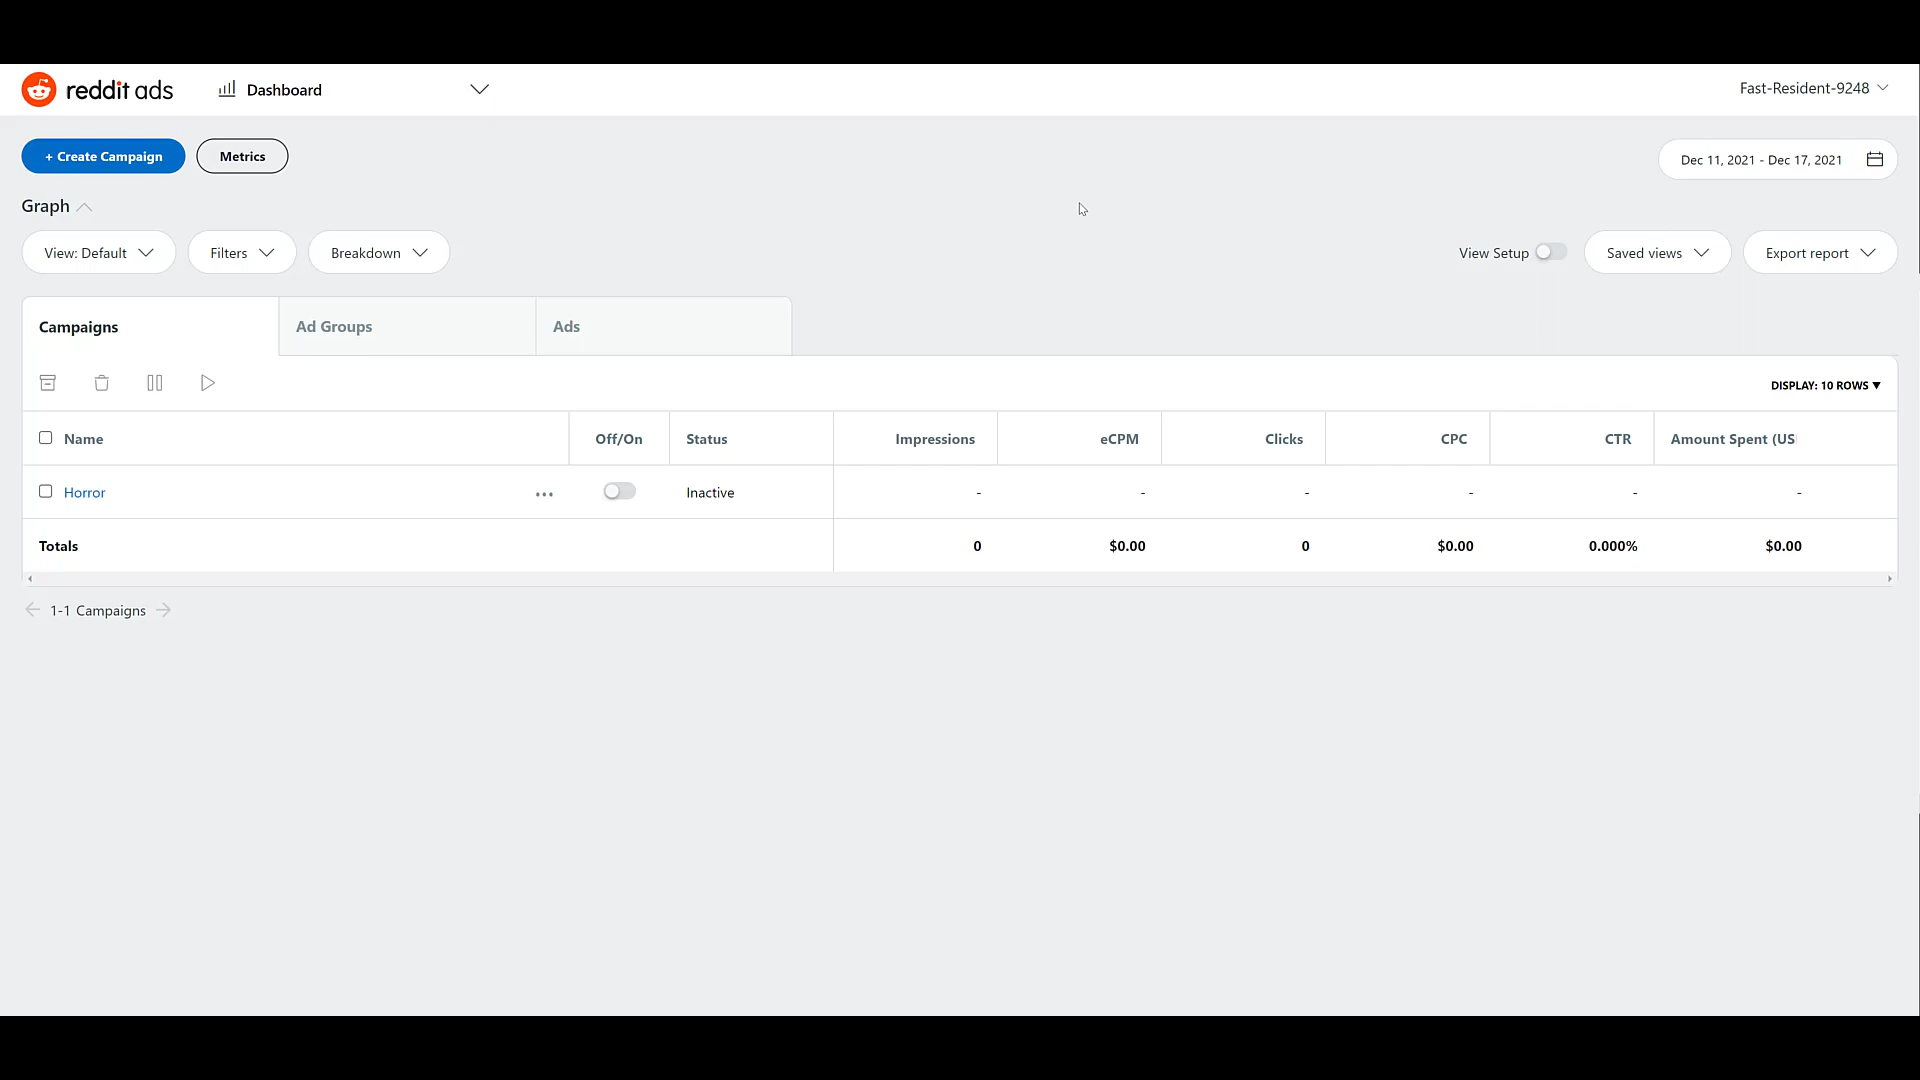 reddit ads Dashboard Fast-Resident-9248
+ Create Campaign Metrics Dec 11, 2021 - Dec 17, 2021
Graph
View: Default Filters Breakdown View Setup Saved views Export report
Campaigns Ad Groups Ads
DISPLAY: 10 ROWS ▼
Name Off/On Status Impressions eCPM Clicks CPC CTR Amount Spent (US
Horror ... Inactive - - - - - -
Totals 0 $0.00 0 $0.00 0.000% $0.00
1-1 Campaigns